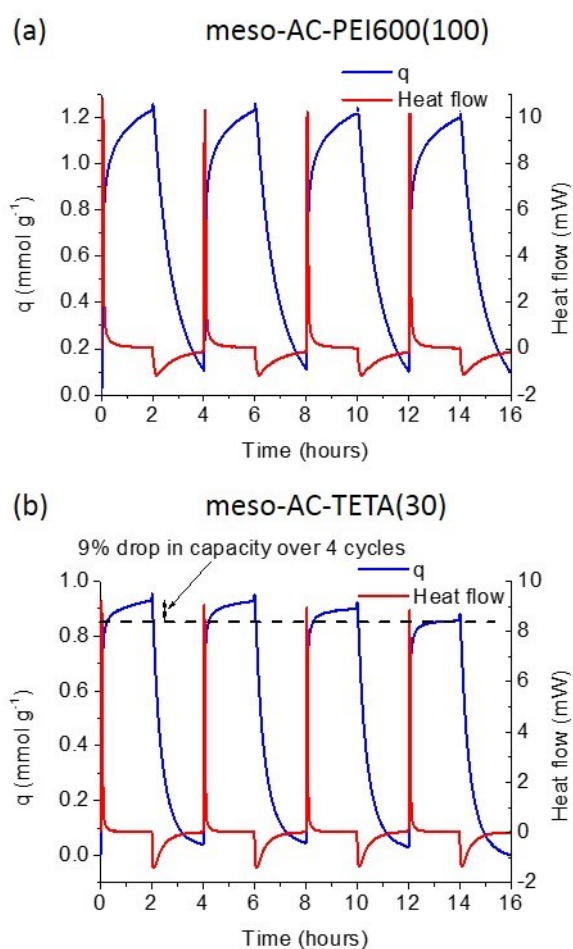 (a) meso-AC-PEI600(100)
q
Heat flow
1.2
1.0
0.8
0.6
0.4
0.2
0.0
q (mmol g-1)
10
8
6
4
2
0
-2
Heat flow (mW)
0 2 4 6 8 10 12 14 16
Time (hours)
(b) meso-AC-TETA(30)
9% drop in capacity over 4 cycles
q
Heat flow
1.0
0.8
0.6
0.4
0.2
0.0
q (mmol g-1)
10
8
6
4
2
0
-2
Heat flow (mW)
0 2 4 6 8 10 12 14 16
Time (hours)